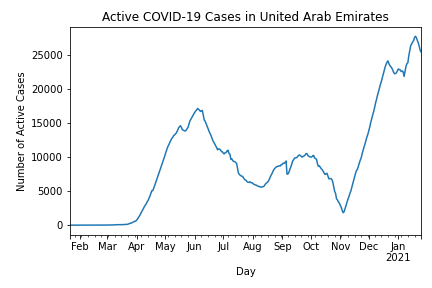 Active COVID-19 Cases in United Arab Emirates
Number of Active Cases
25000
20000
15000
10000
5000
0
Feb Mar Apr May Jun Jul Aug Sep Oct Nov Dec Jan
2021
Day